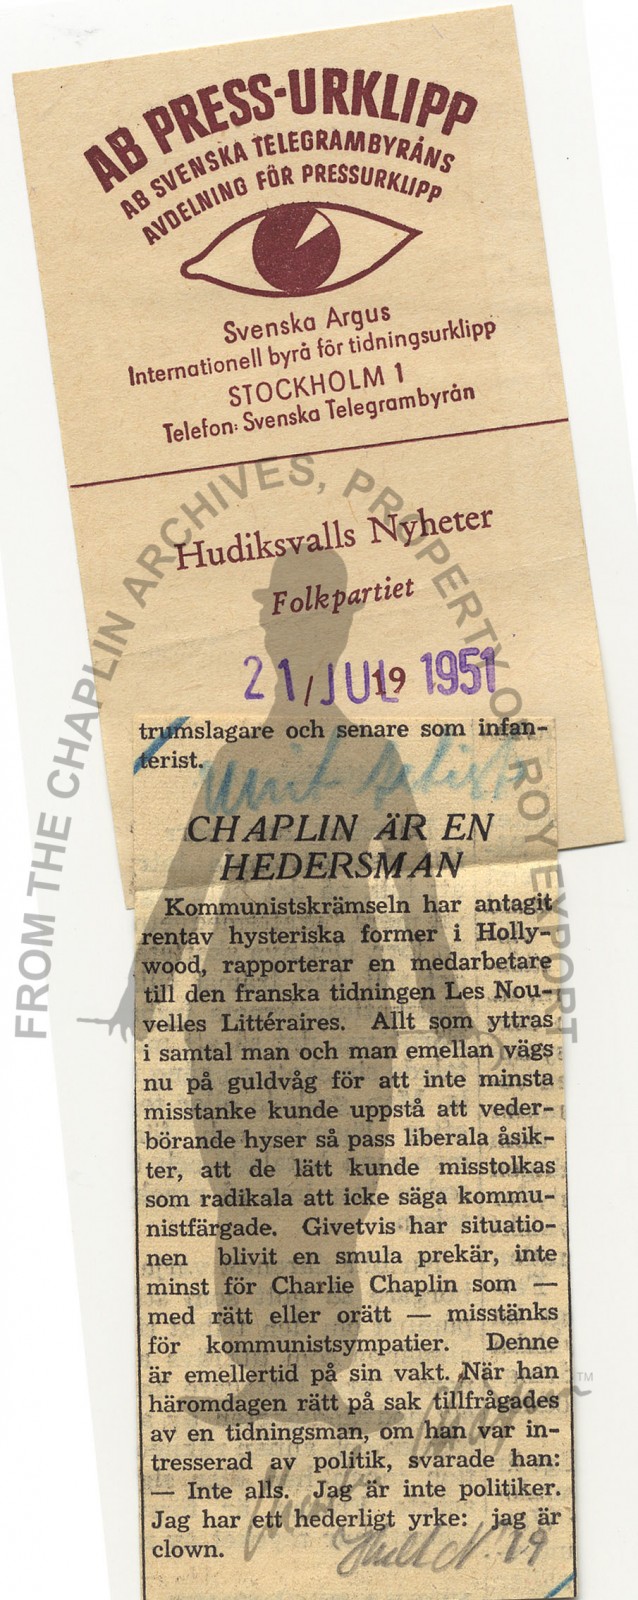 AB PRESS-URKLIPP
AB SVENSKA TELEGRAMBYRÅNS
AVDELNING FÖR PRESSURKLIPP
Svenska Argus
Internationell byrå för tidningsurklipp
STOCKHOLM 1
Telefon: Svenska Telegrambyrån
Hudiksvalls Nyheter
Folkpartiet
21 / JUL 19 1951
trumslagare och senare som infan-
terist.
CHAPLIN ÄR EN
HEDERSMAN
Kommunistskrämseln har antagit
rentav hysteriska former i Holly-
wood, rapporterar en medarbetare
till den franska tidningen Les Nou-
velles Littéraires. Allt som yttras
i samtal man och man emellan vägs
nu på guldvåg för att inte minsta
misstanke kunde uppstå att veder-
börande hyser så pass liberala åsik-
ter, att de lätt kunde misstolkas
som radikala att icke säga kommu-
nistfärgade. Givetvis har situatio-
nen blivit en smula prekär, inte
minst för Charlie Chaplin som —
med rätt eller orätt — misstänks
för kommunistsympatier. Denne
är emellertid på sin vakt. När han
häromdagen rätt på sak tillfrågades
av en tidningsman, om han var in-
tresserad av politik, svarade han:
— Inte alls. Jag är inte politiker.
Jag har ett hederligt yrke: jag är
clown.
FROM THE CHAPLIN ARCHIVES, PROPERTY OF ROY EXPORT
TM